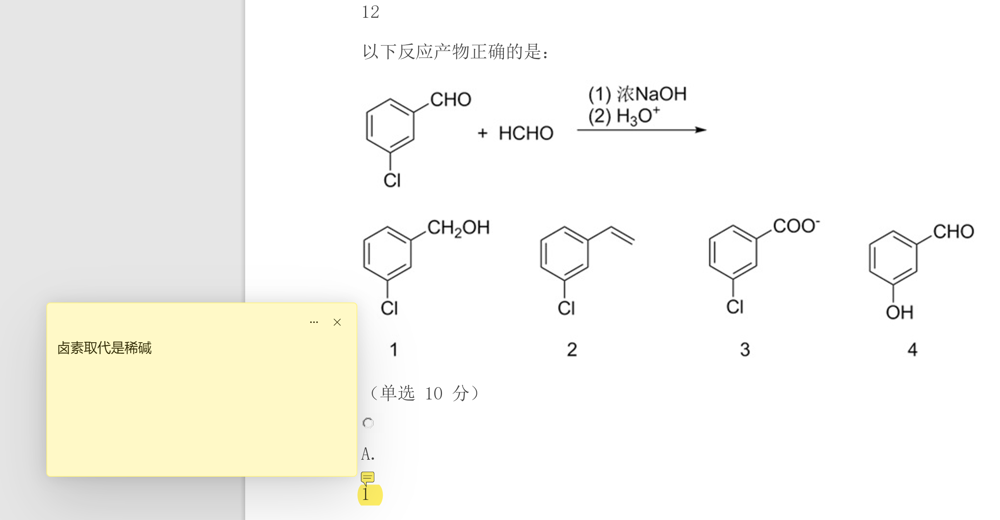 12
以下反应产物正确的是：
CHO
(1) 浓NaOH
(2) H₃O⁺
+ HCHO
Cl
CH₂OH
COO⁻
CHO
Cl
Cl
Cl
OH
1
2
3
4
卤素取代是稀碱
（单选 10 分）
A.
1